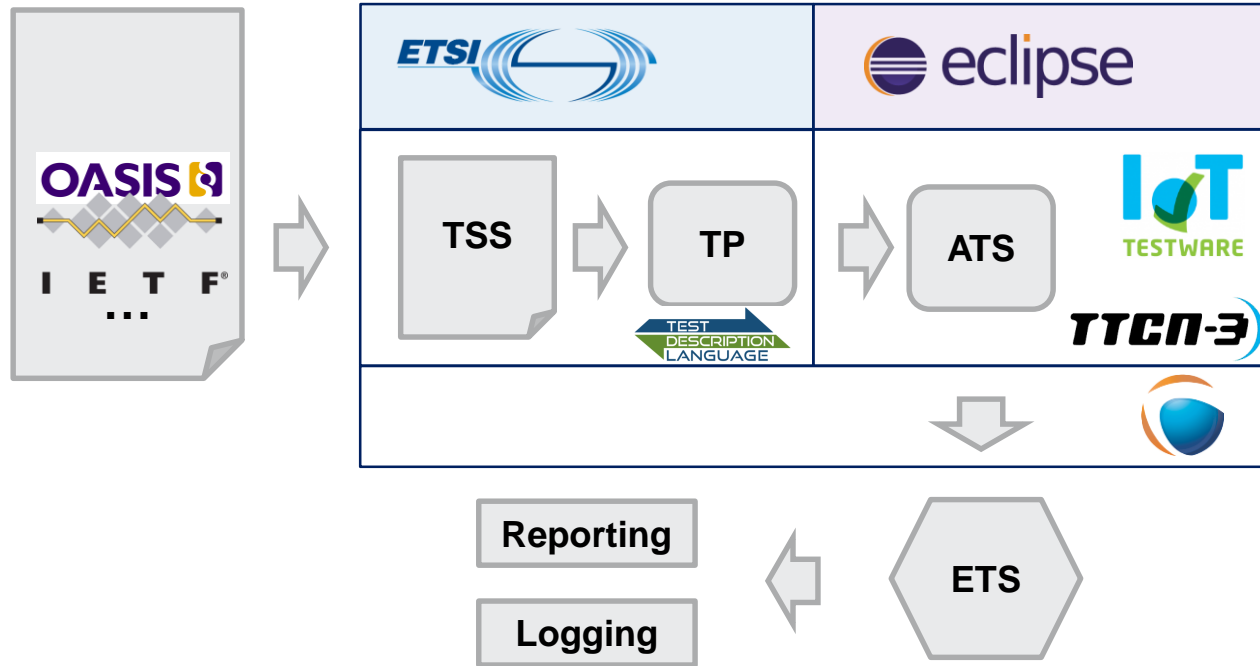 OASIS
I E T F®
...
ETSI
eclipse
TSS
TP
ATS
IoT
TESTWARE
TEST
DESCRIPTION
LANGUAGE
TTCN-3
Reporting
Logging
ETS